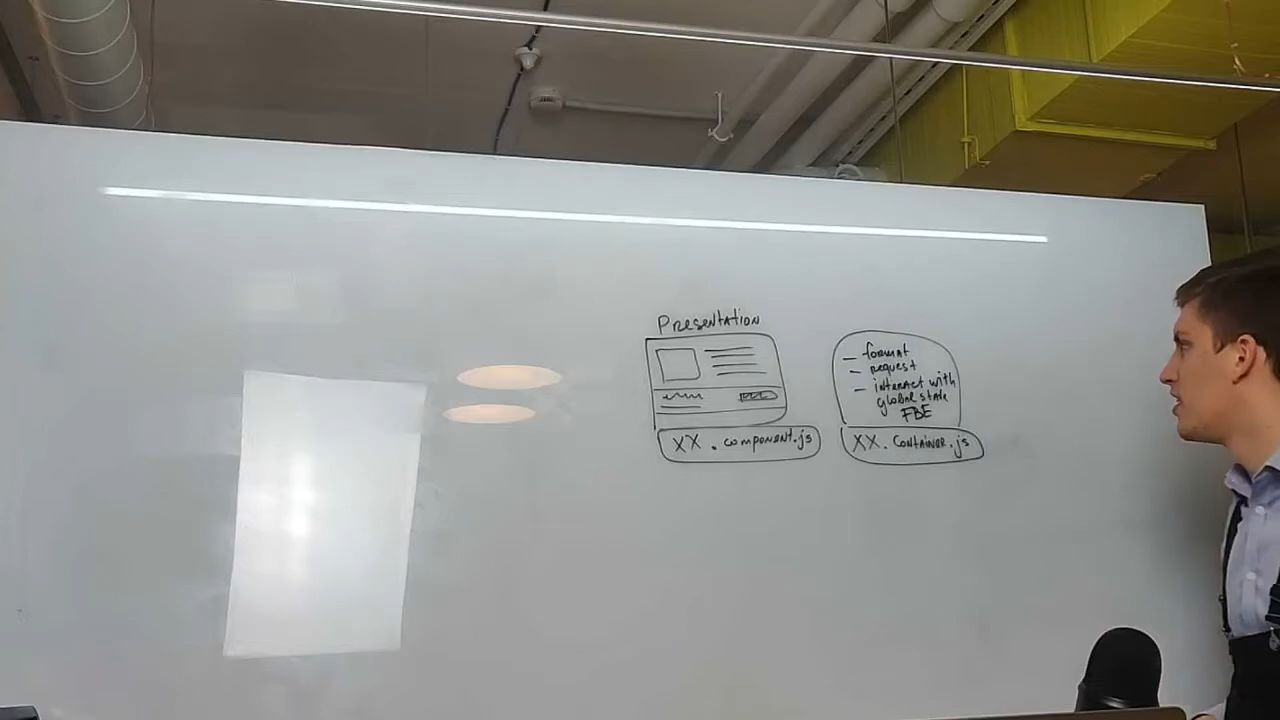 Presentation
XX.component.js
– format
– request
– interact with
global state
FBE
XX.Container.js